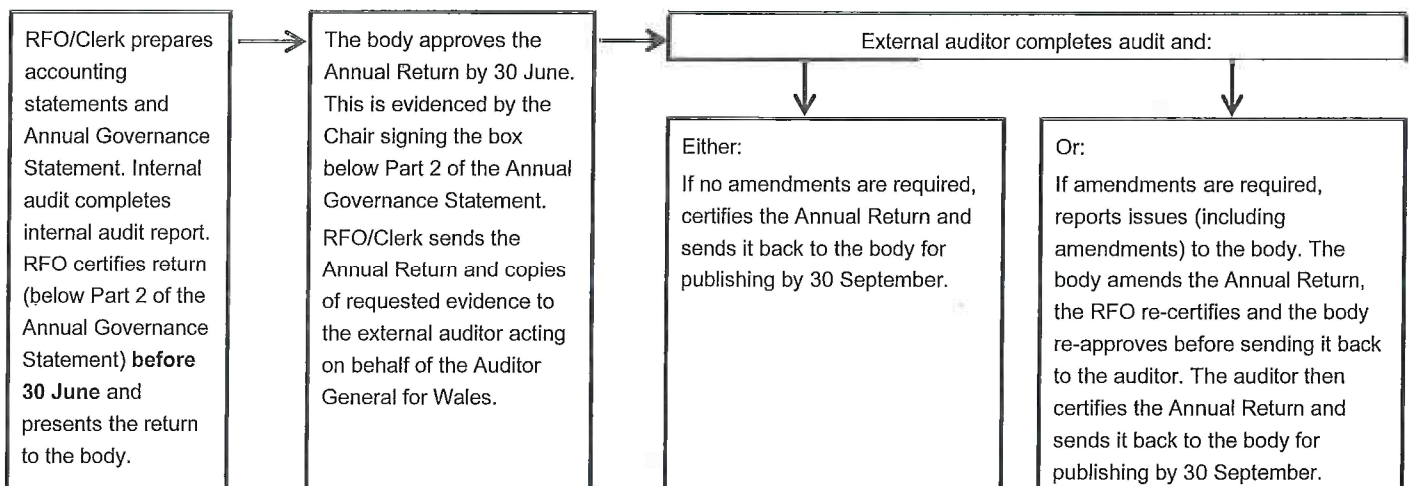 RFO/Clerk prepares
accounting
statements and
Annual Governance
Statement. Internal
audit completes
internal audit report.
RFO certifies return
(below Part 2 of the
Annual Governance
Statement) before
30 June and
presents the return
to the body.
The body approves the
Annual Return by 30 June.
This is evidenced by the
Chair signing the box
below Part 2 of the Annual
Governance Statement.
RFO/Clerk sends the
Annual Return and copies
of requested evidence to
the external auditor acting
on behalf of the Auditor
General for Wales.
External auditor completes audit and:
Either:
If no amendments are required,
certifies the Annual Return and
sends it back to the body for
publishing by 30 September.
Or:
If amendments are required,
reports issues (including
amendments) to the body. The
body amends the Annual Return,
the RFO re-certifies and the body
re-approves before sending it back
to the auditor. The auditor then
certifies the Annual Return and
sends it back to the body for
publishing by 30 September.